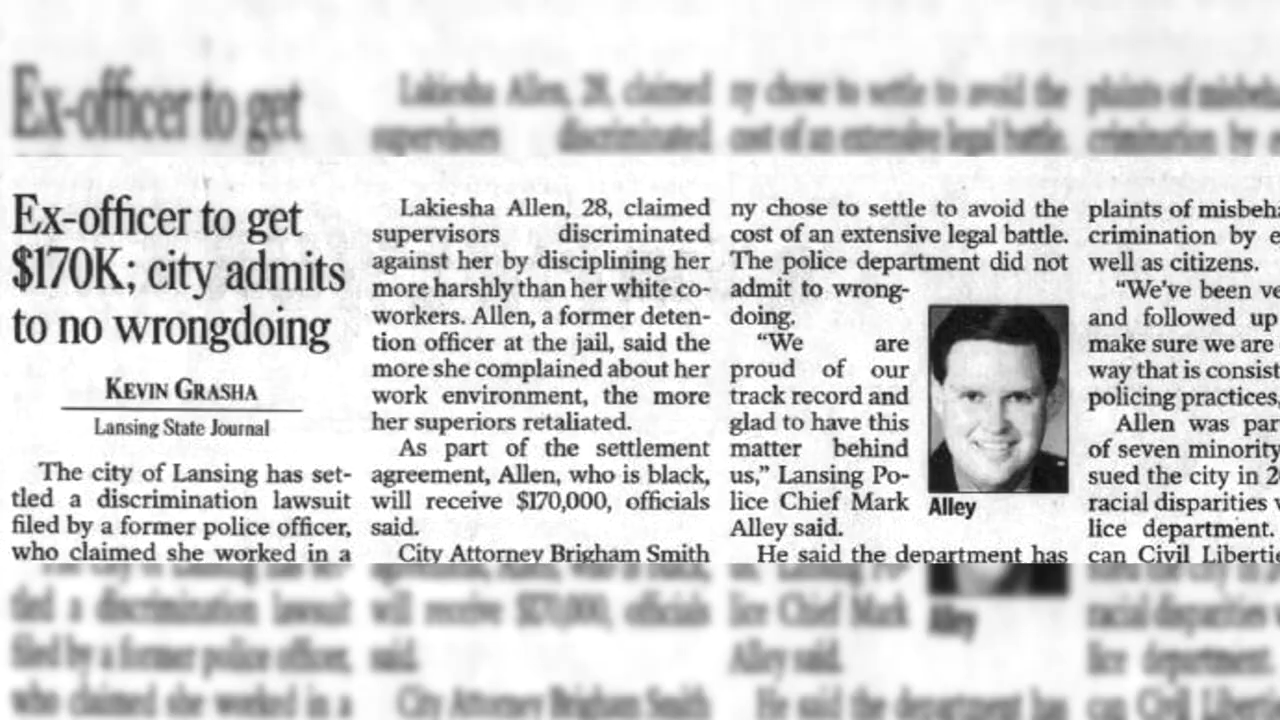 Ex-officer to get
$170K; city admits
to no wrongdoing
KEVIN GRASHA
Lansing State Journal
The city of Lansing has set-
tled a discrimination lawsuit
filed by a former police officer,
who claimed she worked in a
Lakiesha Allen, 28, claimed
supervisors discriminated
against her by disciplining her
more harshly than her white co-
workers. Allen, a former deten-
tion officer at the jail, said the
more she complained about her
work environment, the more
her superiors retaliated.
As part of the settlement
agreement, Allen, who is black,
will receive $170,000, officials
said.
City Attorney Brigham Smith
ny chose to settle to avoid the
cost of an extensive legal battle.
The police department did not
admit to wrong-
doing.
"We are
proud of our
track record and
glad to have this
matter behind
us," Lansing Po-
lice Chief Mark
Alley said.
He said the department has
Alley
plaints of misbeh
crimination by e
well as citizens.
"We've been ve
and followed up
make sure we are
way that is consist
policing practices,
Allen was par
of seven minority
sued the city in 2
racial disparities
lice department.
can Civil Liberti